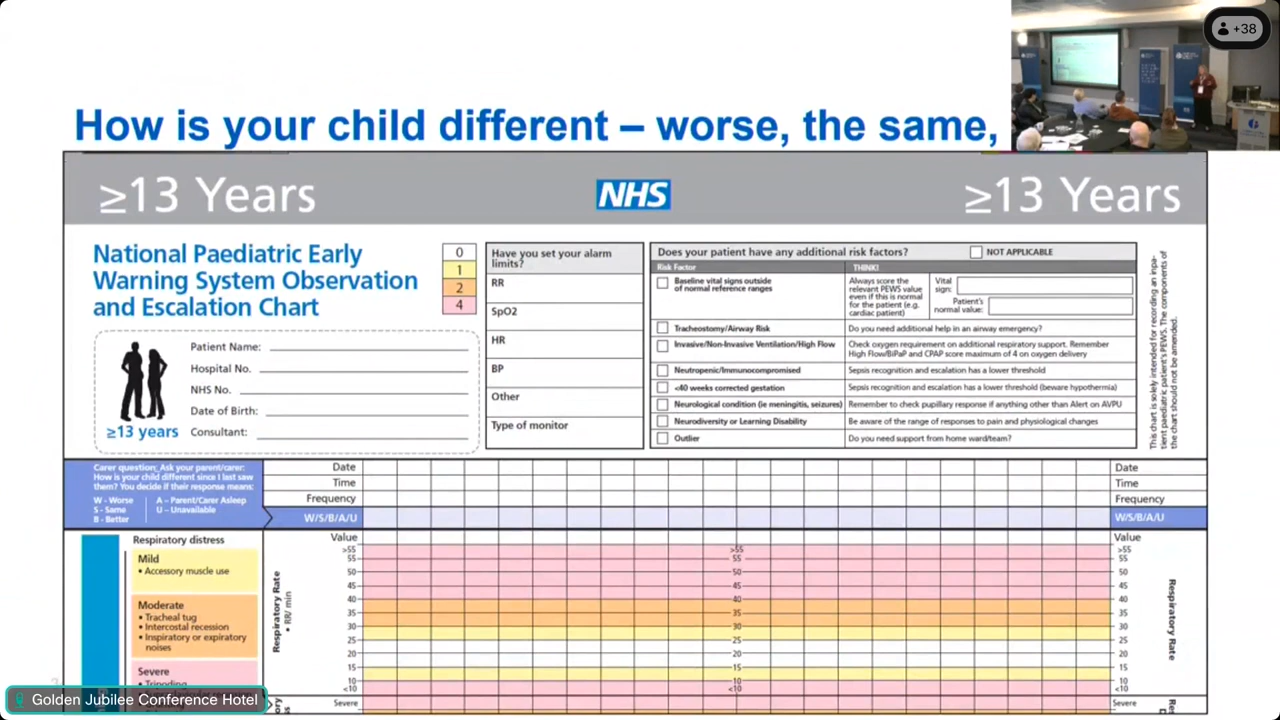 +38
How is your child different – worse, the same,
≥13 Years
NHS
≥13 Years
National Paediatric Early
Warning System Observation
and Escalation Chart
0
1
2
4
Patient Name:
Hospital No.
NHS No.
Date of Birth:
Consultant:
≥13 years
Have you set your alarm
limits?
RR
SpO2
HR
BP
Other
Type of monitor
Does your patient have any additional risk factors?
NOT APPLICABLE
Risk Factor
THINK!
Baseline vital signs outside
of normal reference ranges
Always score the
relevant PEWS value
even if this is normal
for the patient (e.g.
cardiac patient)
Vital
sign:
Patient's
normal value:
Tracheostomy/Airway Risk
Do you need additional help in an airway emergency?
Invasive/Non-Invasive Ventilation/High Flow
Check oxygen requirement on additional respiratory support. Remember
High Flow/BiPaP and CPAP score maximum of 4 on oxygen delivery
Neutropenic/Immunocompromised
Sepsis recognition and escalation has a lower threshold
<40 weeks corrected gestation
Sepsis recognition and escalation has a lower threshold (beware hypothermia)
Neurological condition (ie meningitis, seizures)
Remember to check pupillary response if anything other than Alert on AVPU
Neurodiversity or Learning Disability
Be aware of the range of responses to pain and physiological changes
Outlier
Do you need support from home ward/team?
This chart is solely intended for recording an inpa-
tient paediatric patient's PEWS. The components of
the chart should not be amended.
Carer question: Ask your parent/carer:
How is your child different since I last saw
them? You decide if their response means:
W - Worse
S - Same
B - Better
A – Parent/Carer Asleep
U – Unavailable
Date
Time
Frequency
W/S/B/A/U
Date
Time
Frequency
W/S/B/A/U
Respiratory distress
Mild
• Accessory muscle use
Moderate
• Tracheal tug
• Intercostal recession
• Inspiratory or expiratory
noises
Severe
• Tripoding
Respiratory Rate
• RR/ min
Value
>55
55
50
45
40
35
30
25
20
15
10
<10
Severe
>55
55
50
45
40
35
30
25
20
15
10
<10
Value
>55
55
50
45
40
35
30
25
20
15
10
<10
Severe
Respiratory Rate
Golden Jubilee Conference Hotel